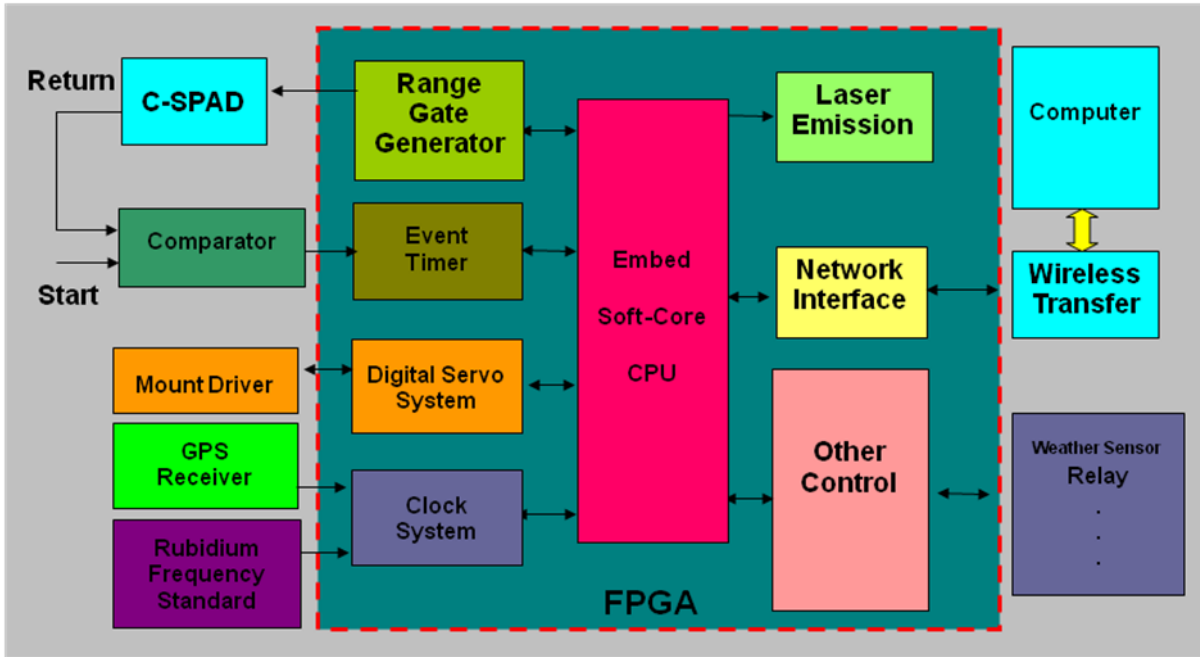 Return
C-SPAD
Range
Gate
Generator
Laser
Emission
Computer
Comparator
Start
Event
Timer
Embed
Soft-Core
CPU
Network
Interface
Wireless
Transfer
Mount Driver
Digital Servo
System
GPS
Receiver
Clock
System
Rubidium
Frequency
Standard
Other
Control
Weather Sensor
Relay
.
.
.
.
FPGA